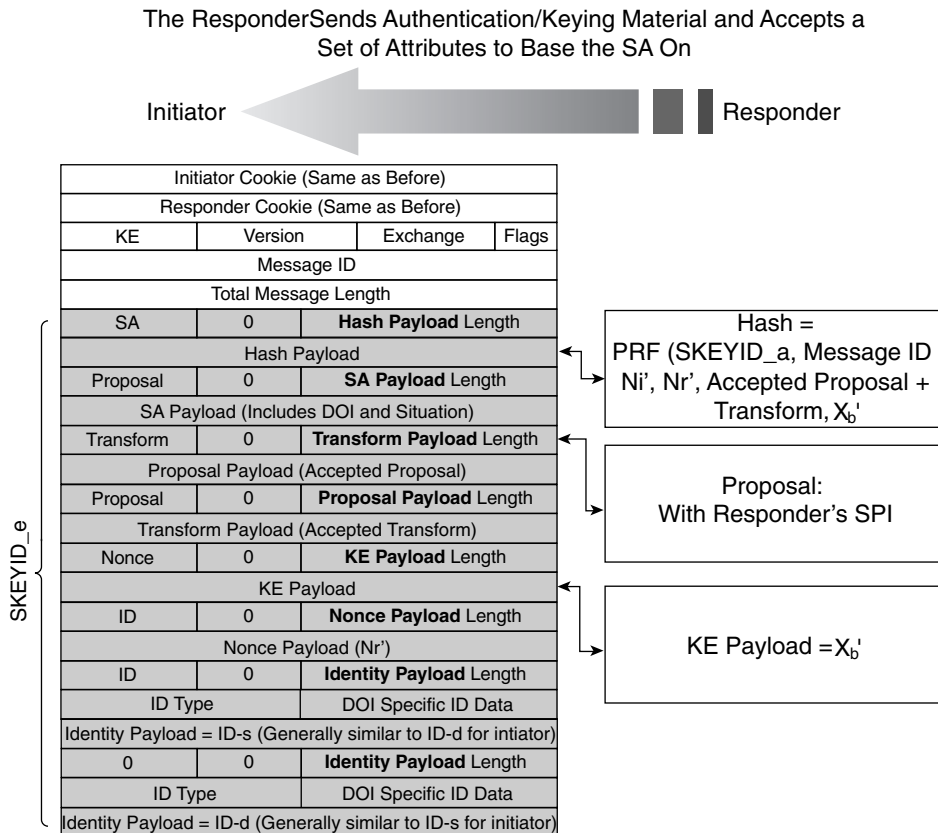 The ResponderSends Authentication/Keying Material and Accepts a
Set of Attributes to Base the SA On
Initiator
Responder
Initiator Cookie (Same as Before)
Responder Cookie (Same as Before)
KE Version Exchange Flags
Message ID
Total Message Length
SA 0 Hash Payload Length
Hash Payload
Proposal 0 SA Payload Length
SA Payload (Includes DOI and Situation)
Transform 0 Transform Payload Length
Proposal Payload (Accepted Proposal)
Proposal 0 Proposal Payload Length
Transform Payload (Accepted Transform)
Nonce 0 KE Payload Length
KE Payload
ID 0 Nonce Payload Length
Nonce Payload (Nr’)
ID 0 Identity Payload Length
ID Type DOI Specific ID Data
Identity Payload = ID-s (Generally similar to ID-d for intiator)
0 0 Identity Payload Length
ID Type DOI Specific ID Data
Identity Payload = ID-d (Generally similar to ID-s for initiator)
SKEYID_e
Hash =
PRF (SKEYID_a, Message ID
Ni', Nr', Accepted Proposal +
Transform, Xb'
Proposal:
With Responder's SPI
KE Payload =Xb'